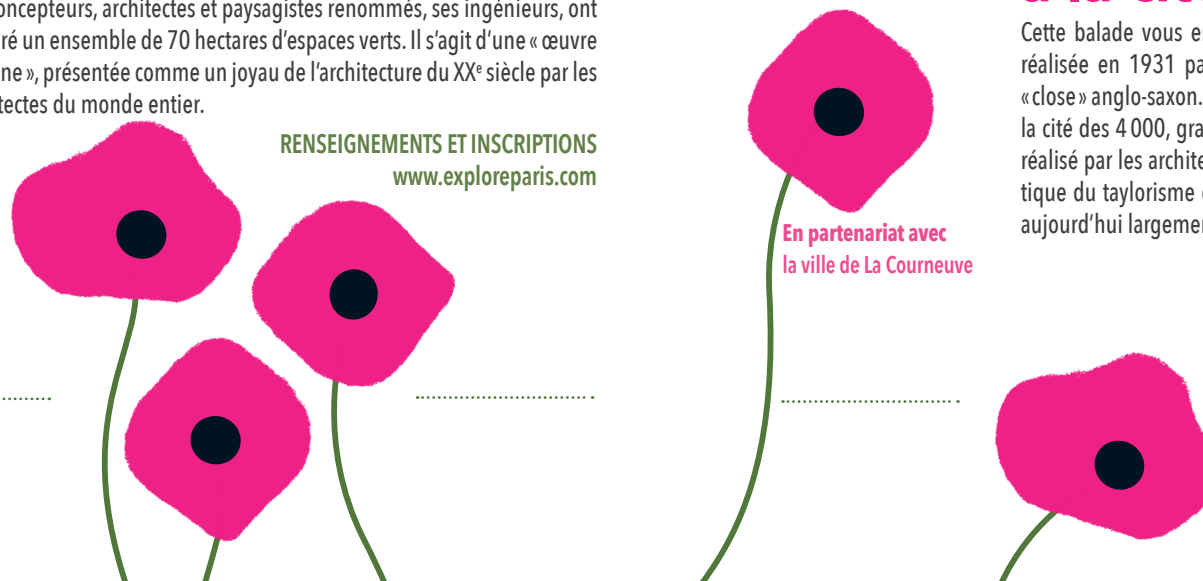 oncepteurs, architectes et paysagistes renommés, ses ingénieurs, ont
ré un ensemble de 70 hectares d'espaces verts. Il s'agit d'une « œuvre
ne », présentée comme un joyau de l'architecture du XXe siècle par les
tectes du monde entier.
RENSEIGNEMENTS ET INSCRIPTIONS
www.exploreparis.com
En partenariat avec
la ville de La Courneuve
Cette balade vous e
réalisée en 1931 pa
« close » anglo-saxon.
la cité des 4 000, gra
réalisé par les archite
tique du taylorisme
aujourd'hui largeme